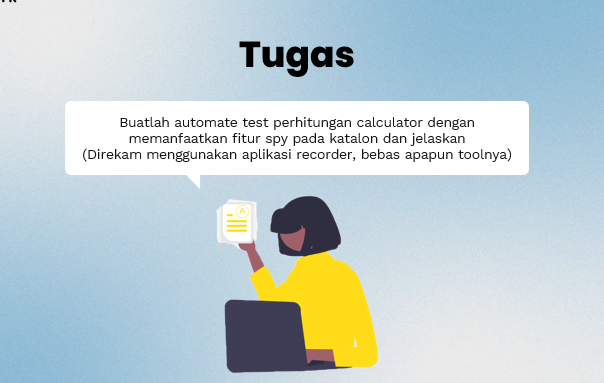 Tugas
Buatlah automate test perhitungan calculator dengan
memanfaatkan fitur spy pada katalon dan jelaskan
(Direkam menggunakan aplikasi recorder, bebas apapun toolnya)
A